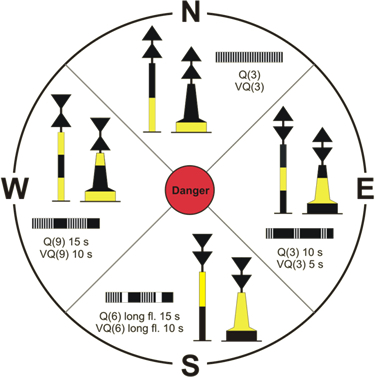 N
Q(3)
VQ(3)
W
Danger
E
Q(9) 15 s
VQ(9) 10 s
Q(3) 10 s
VQ(3) 5 s
Q(6) long fl. 15 s
VQ(6) long fl. 10 s
S